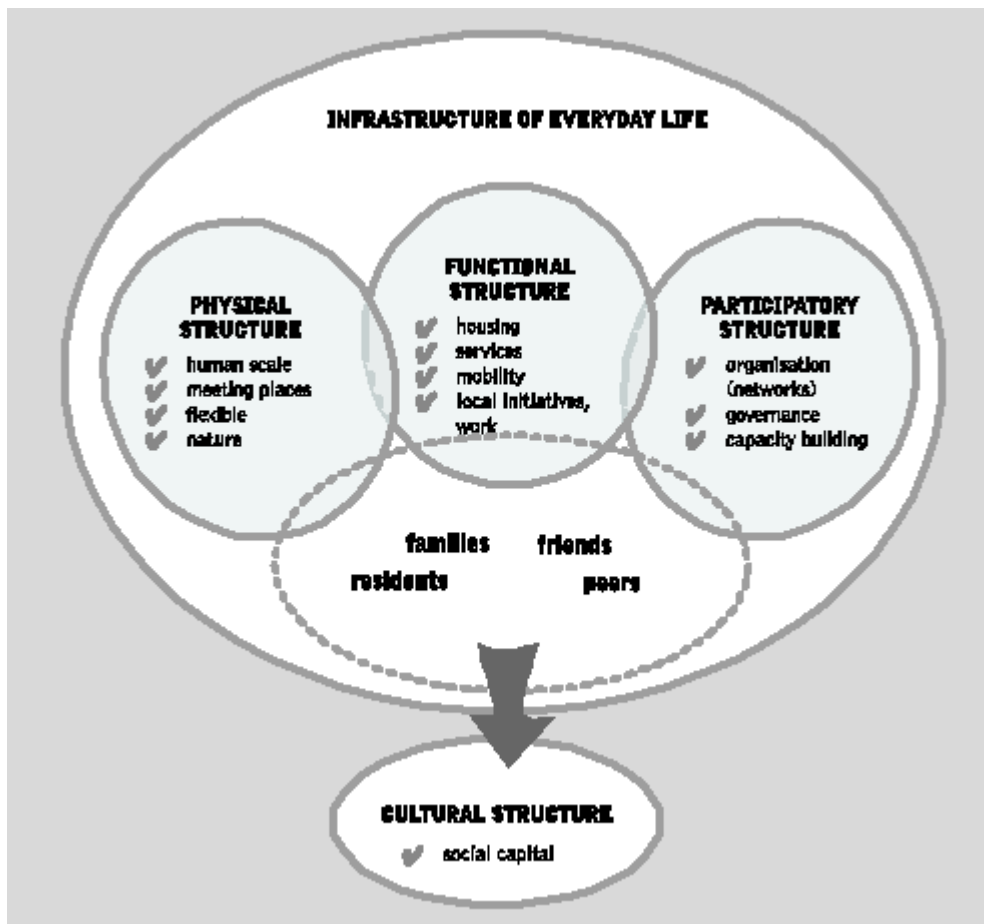 INFRASTRUCTURE OF EVERYDAY LIFE
PHYSICAL
STRUCTURE
human scale
meeting places
flexible
nature
FUNCTIONAL
STRUCTURE
housing
services
mobility
local initiatives,
work
PARTICIPATORY
STRUCTURE
organisation
(networks)
governance
capacity building
families friends
residents peers
CULTURAL STRUCTURE
social capital